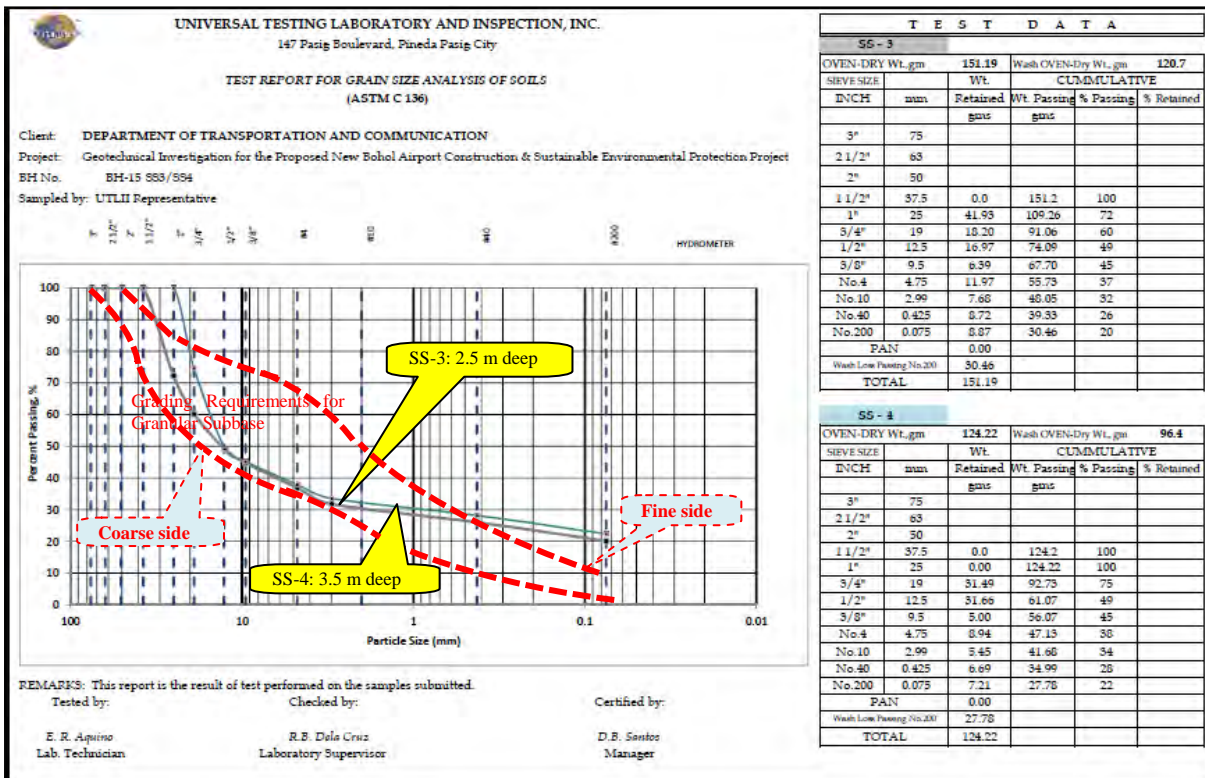 UNIVERSAL TESTING LABORATORY AND INSPECTION, INC.
147 Pasig Boulevard, Pineda Pasig City
TEST REPORT FOR GRAIN SIZE ANALYSIS OF SOILS
(ASTM C 136)
Client: DEPARTMENT OF TRANSPORTATION AND COMMUNICATION
Project: Geotechnical Investigation for the Proposed New Bohol Airport Construction & Sustainable Environmental Protection Project
BH No. BH-15 SS3/SS4
Sampled by: UTLII Representative
3" 2 1/2" 2" 1 1/2" 1" 3/4" 1/2" 3/8" #4 #10 #40 #200 HYDROMETER
Percent Passing, %
100
90
80
70
60
50
40
30
20
10
0
SS-3: 2.5 m deep
Grading Requirements for
Granular Subbase
Coarse side
Fine side
SS-4: 3.5 m deep
100 10 1 0.1 0.01
Particle Size (mm)
REMARKS: This report is the result of test performed on the samples submitted.
Tested by: Checked by: Certified by:
E. R. Aquino R.B. Dela Cruz D.B. Santos
Lab. Technician Laboratory Supervisor Manager
T E S T D A T A
SS - 3
OVEN-DRY Wt.,gm 151.19 Wash OVEN-Dry Wt., gm 120.7
SIEVE SIZE Wt. CUMMULATIVE
INCH mm Retained Wt. Passing % Passing % Retained
gms gms
3" 75
2 1/2" 63
2" 50
1 1/2" 37.5 0.0 151.2 100
1" 25 41.93 109.26 72
3/4" 19 18.20 91.06 60
1/2" 12.5 16.97 74.09 49
3/8" 9.5 6.39 67.70 45
No.4 4.75 11.97 55.73 37
No.10 2.99 7.68 48.05 32
No.40 0.425 8.72 39.33 26
No.200 0.075 8.87 30.46 20
PAN 0.00
Wash Loss Passing No.200 30.46
TOTAL 151.19
SS - 4
OVEN-DRY Wt.,gm 124.22 Wash OVEN-Dry Wt., gm 96.4
SIEVE SIZE Wt. CUMMULATIVE
INCH mm Retained Wt. Passing % Passing % Retained
gms gms
3" 75
2 1/2" 63
2" 50
1 1/2" 37.5 0.0 124.2 100
1" 25 0.00 124.22 100
3/4" 19 31.49 92.73 75
1/2" 12.5 31.66 61.07 49
3/8" 9.5 5.00 56.07 45
No.4 4.75 8.94 47.13 38
No.10 2.99 5.45 41.68 34
No.40 0.425 6.69 34.99 28
No.200 0.075 7.21 27.78 22
PAN 0.00
Wash Loss Passing No.200 27.78
TOTAL 124.22